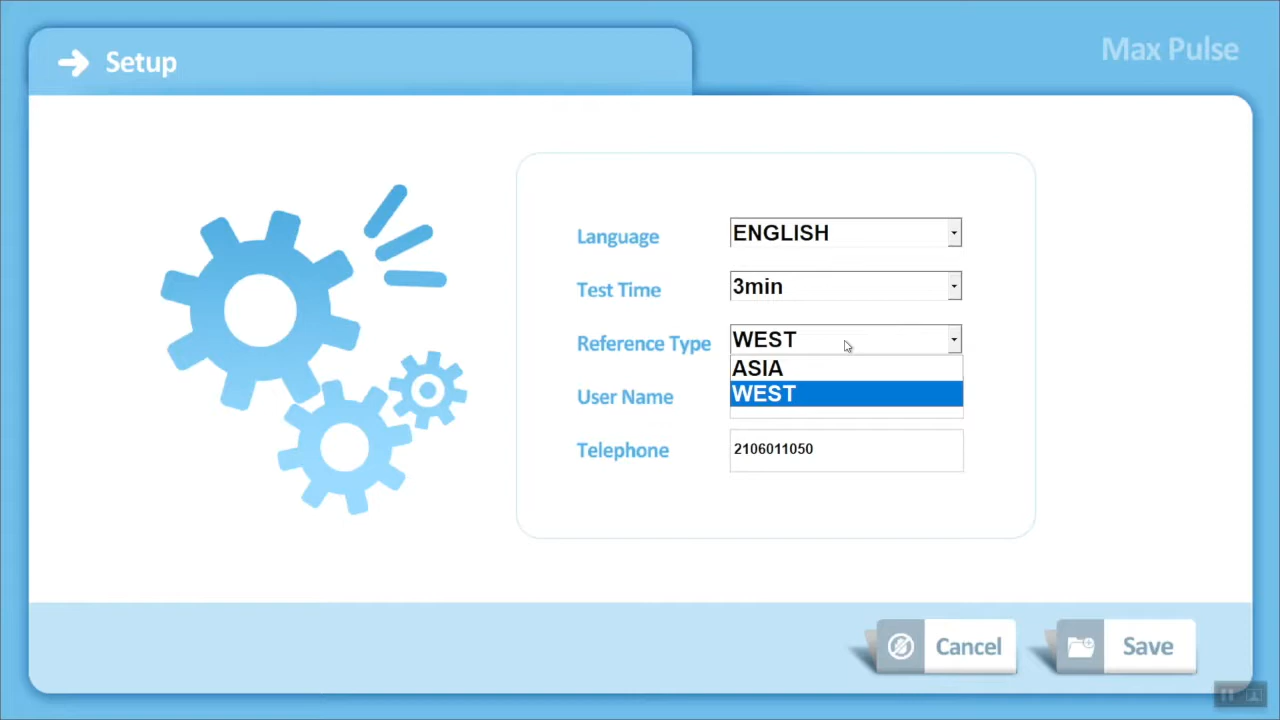 Setup
Max Pulse
Language ENGLISH
Test Time 3min
Reference Type WEST
ASIA
WEST
User Name
Telephone 2106011050
Cancel Save